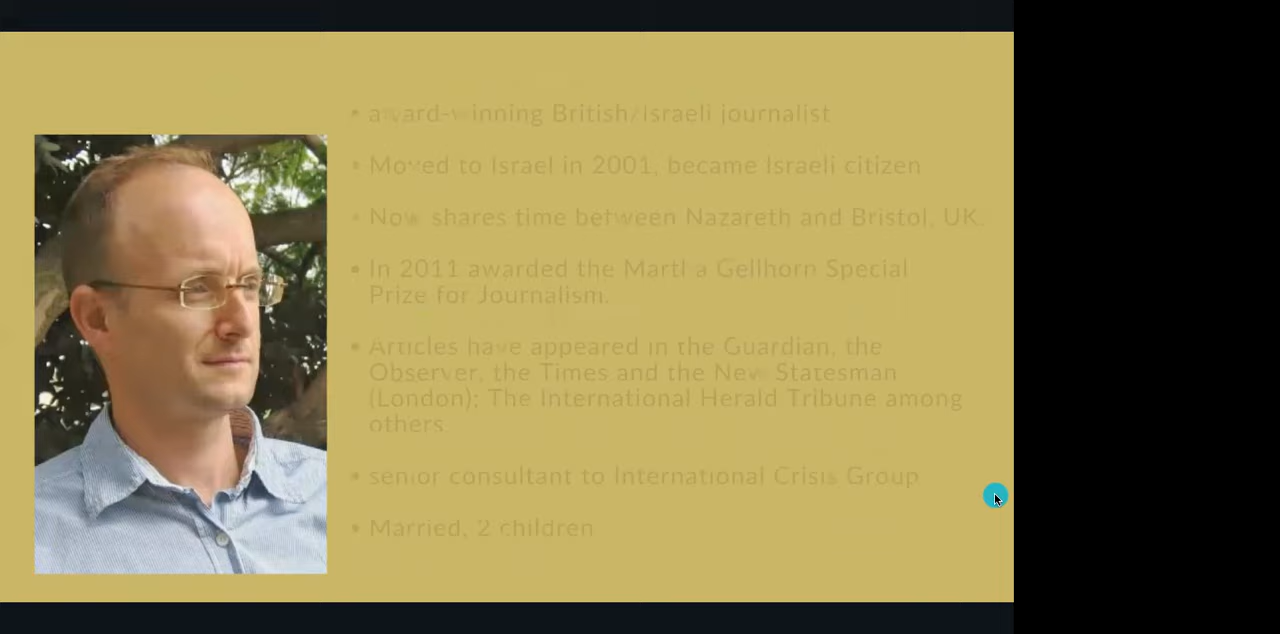 • award-winning British/Israeli journalist
• Moved to Israel in 2001, became Israeli citizen
• Now shares time between Nazareth and Bristol, UK.
• In 2011 awarded the Martha Gellhorn Special
Prize for Journalism.
• Articles have appeared in the Guardian, the
Observer, the Times and the New Statesman
(London); The International Herald Tribune among
others.
• senior consultant to International Crisis Group
• Married, 2 children